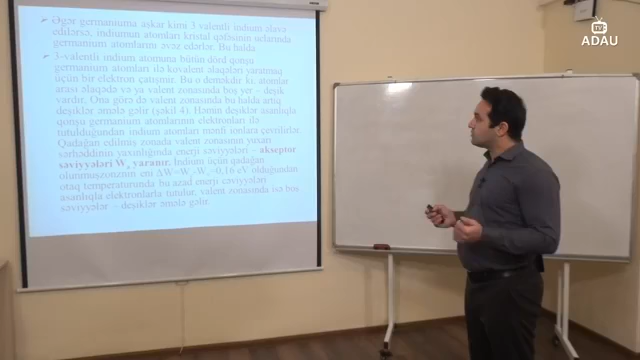 Əgər germaniuma aşkar kimi 3 valentli indium əlavə
edilərsə, indiumun atomları kristal qəfəsinin uclarında
germanium atomlarını əvəz edərlər. Bu halda
3-valentli indium atomuna bütün dörd qonşu
germanium atomları ilə kovalent əlaqələri yaratmaq
üçün bir elektron çatışmır. Bu o deməkdir ki, atomlar
arası əlaqədə və ya valent zonasında boş yer – deşik
vardır. Ona görə də valent zonasında bu halda artıq
deşiklər əmələ gəlir (şəkil 4). Həmin deşiklər asanlıqla
qonşu germanium atomlarının elektronları ilə
tutulduğundan indium atomları mənfi ionlara çevrilirlər.
Qadağan edilmiş zonada valent zonasının yuxarı
sərhəddinin yaxınlığında enerji səviyyələri – akseptor
səviyyələri Wa yaranır. İndium üçün qadağan
olunmuş zonanın eni ΔW=W -W =0,16 eV olduğundan
otaq temperaturunda bu azad enerji səviyyələri
asanlıqla elektronlarla tutulur, valent zonasında isə boş
səviyyələr – deşiklər əmələ gəlir.
TV
ADAU